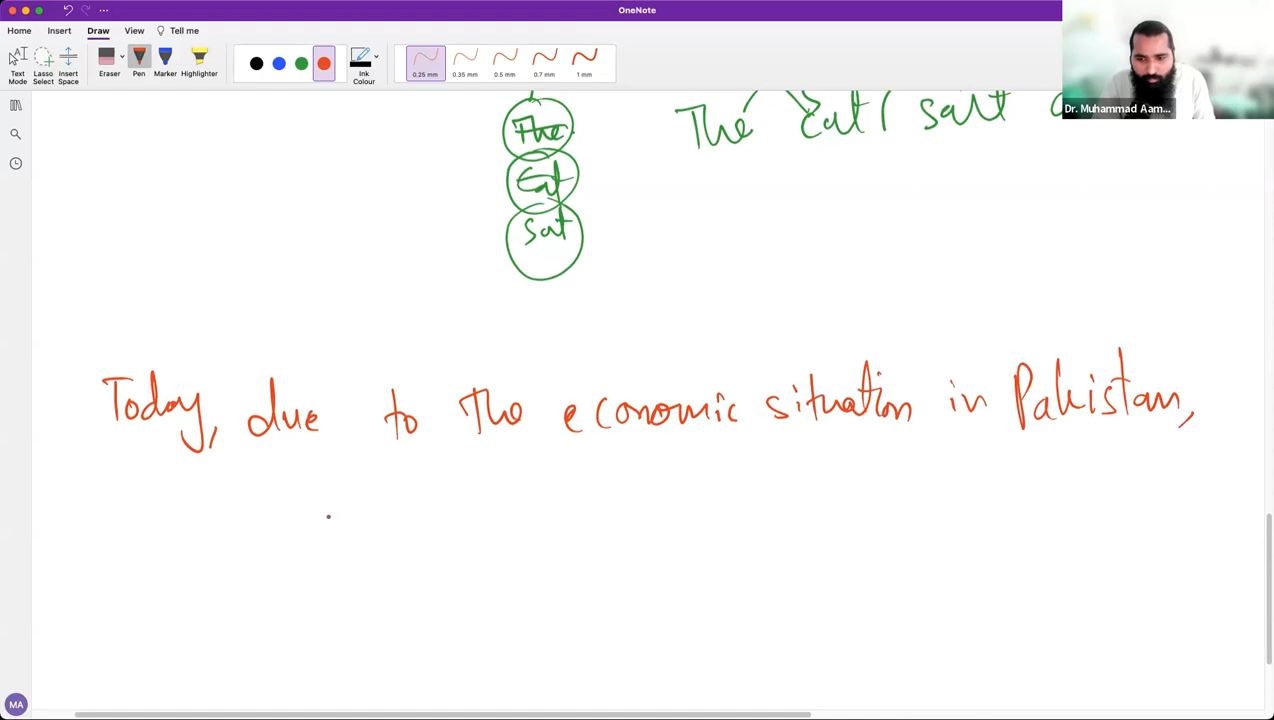 OneNote
Home Insert Draw View Tell me
Text Mode Lasso Select Insert Space Eraser Pen Marker Highlighter Ink Colour 0.25 mm 0.35 mm 0.5 mm 0.7 mm 1 mm
Dr. Muhammad Aam...
The
Cat
Sat
The cat sat
Today, due to the economic situation in Pakistan,
MA